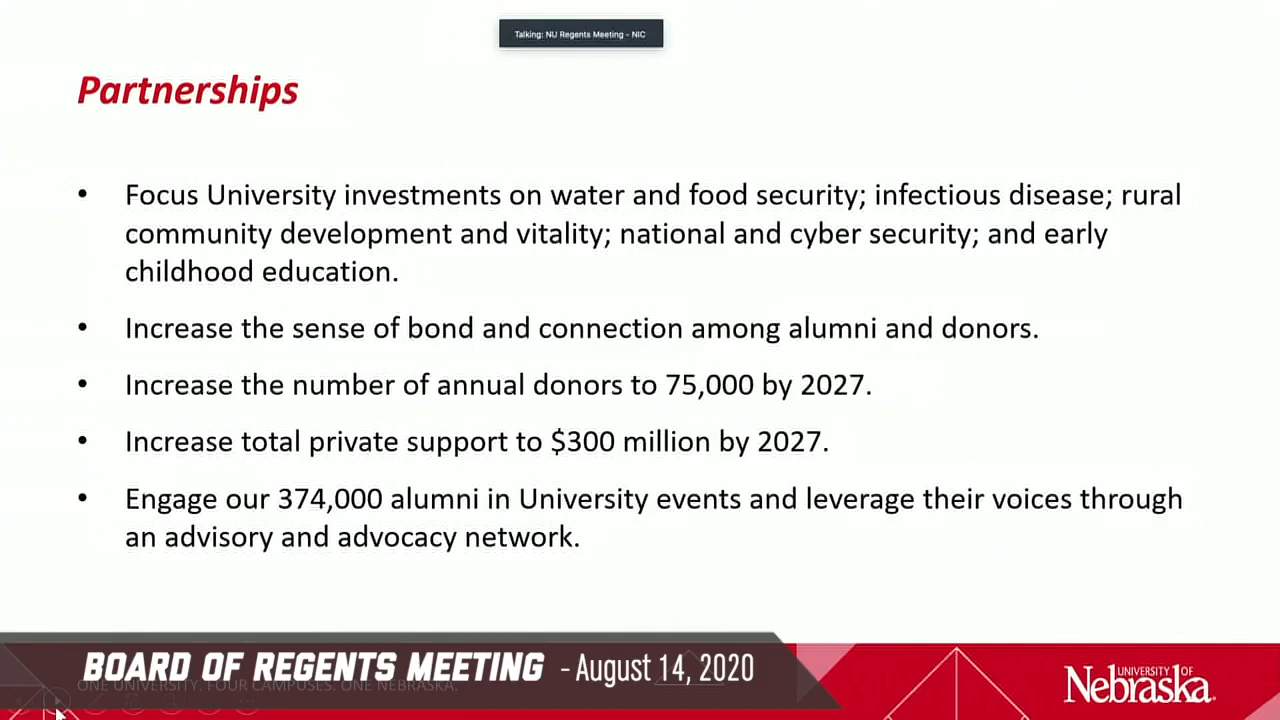 Talking: NU Regents Meeting - NIC
Partnerships
• Focus University investments on water and food security; infectious disease; rural
community development and vitality; national and cyber security; and early
childhood education.
• Increase the sense of bond and connection among alumni and donors.
• Increase the number of annual donors to 75,000 by 2027.
• Increase total private support to $300 million by 2027.
• Engage our 374,000 alumni in University events and leverage their voices through
an advisory and advocacy network.
BOARD OF REGENTS MEETING - August 14, 2020
ONE UNIVERSITY. FOUR CAMPUSES. ONE NEBRASKA.
UNIVERSITY OF
Nebraska